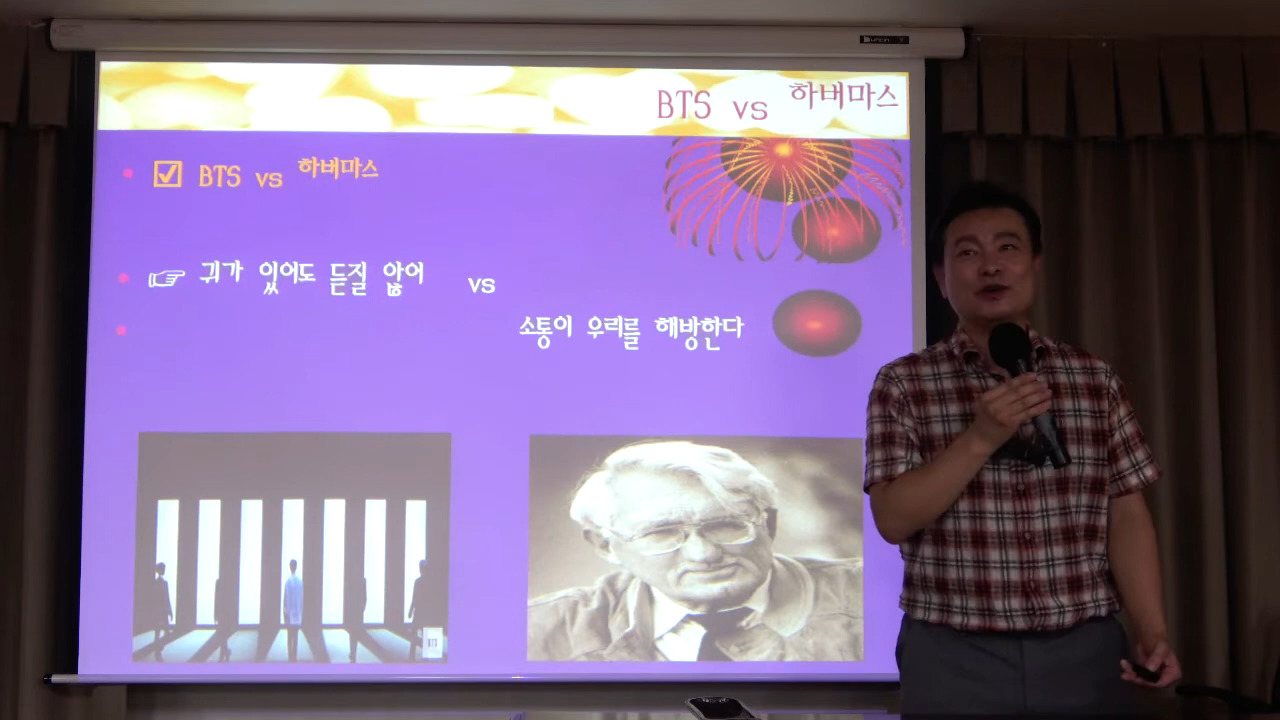 BTS vs 하버마스
☑ BTS vs 하버마스
☞ 귀가 있어도 듣질 않어 vs
소통이 우리를 해방한다
BTS